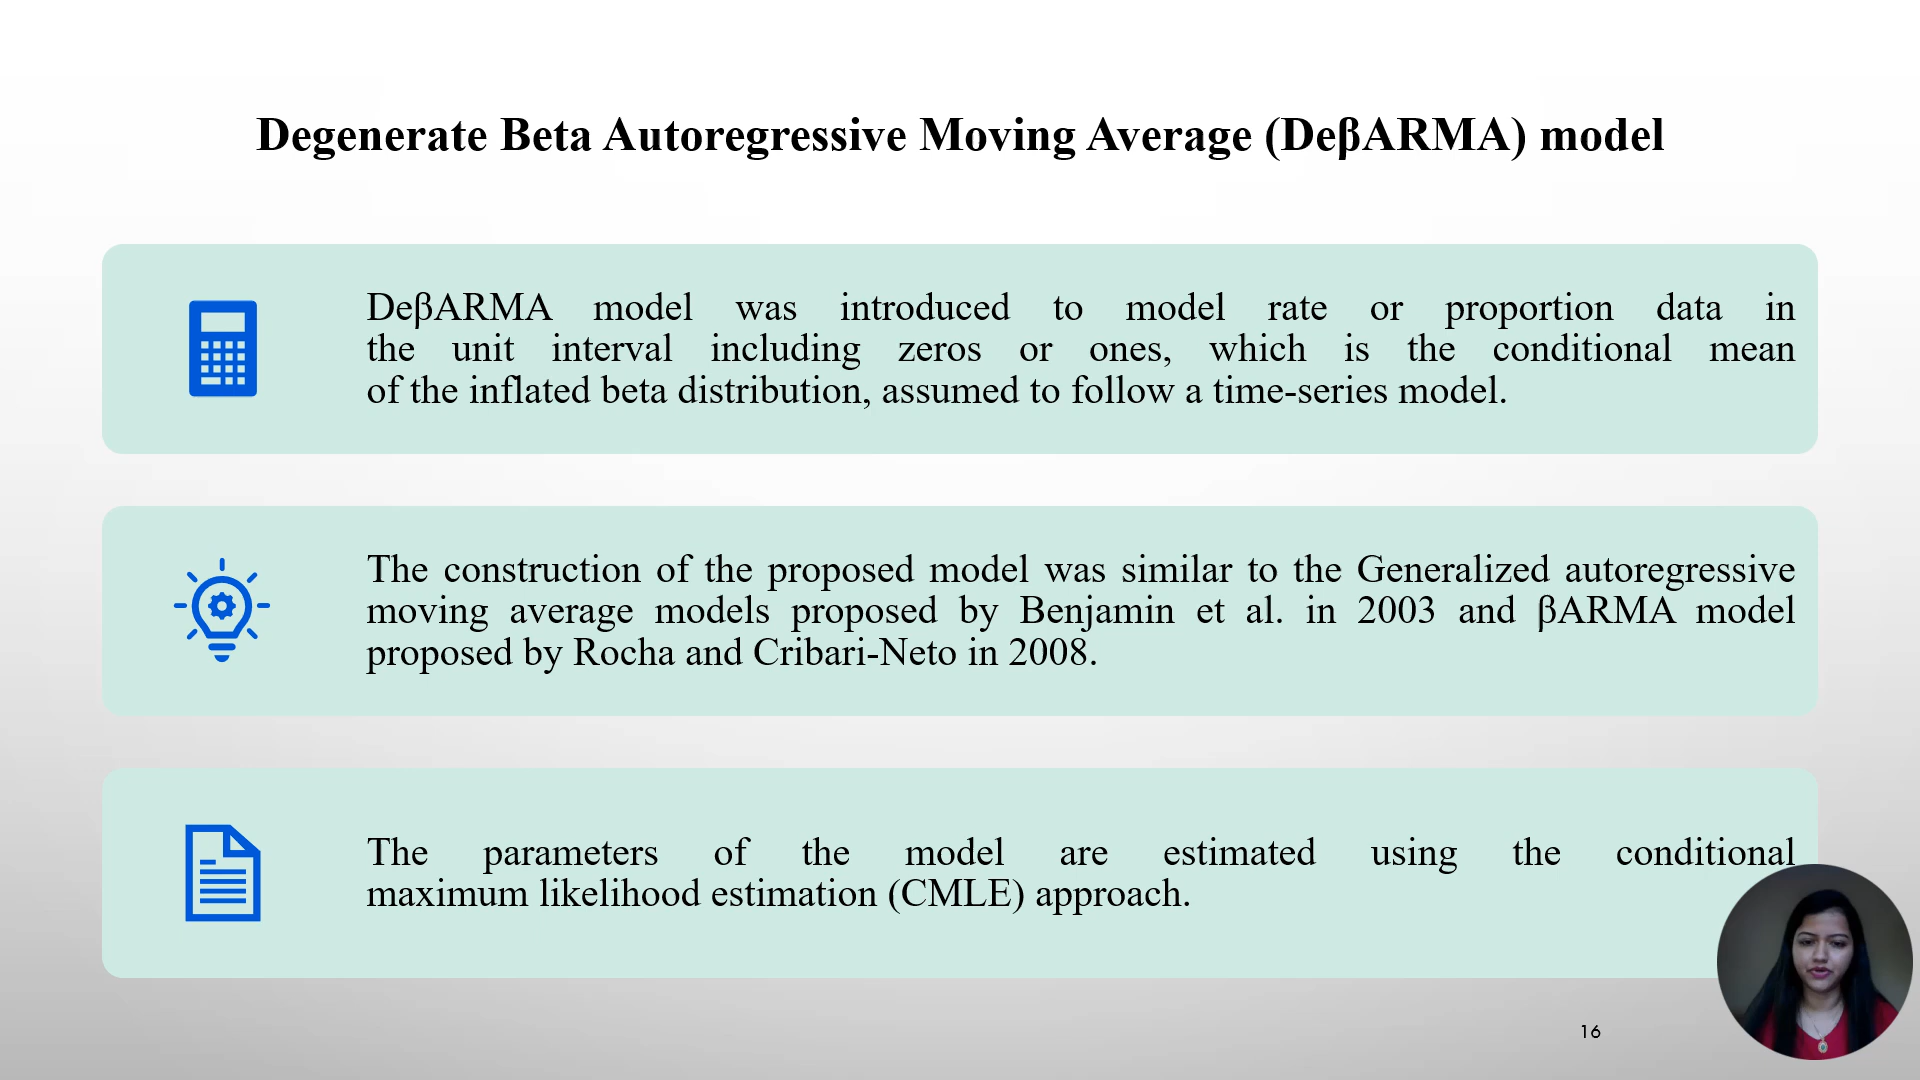 Degenerate Beta Autoregressive Moving Average (DeβARMA) model
DeβARMA model was introduced to model rate or proportion data in
the unit interval including zeros or ones, which is the conditional mean
of the inflated beta distribution, assumed to follow a time-series model.
The construction of the proposed model was similar to the Generalized autoregressive
moving average models proposed by Benjamin et al. in 2003 and βARMA model
proposed by Rocha and Cribari-Neto in 2008.
The parameters of the model are estimated using the conditional
maximum likelihood estimation (CMLE) approach.
16